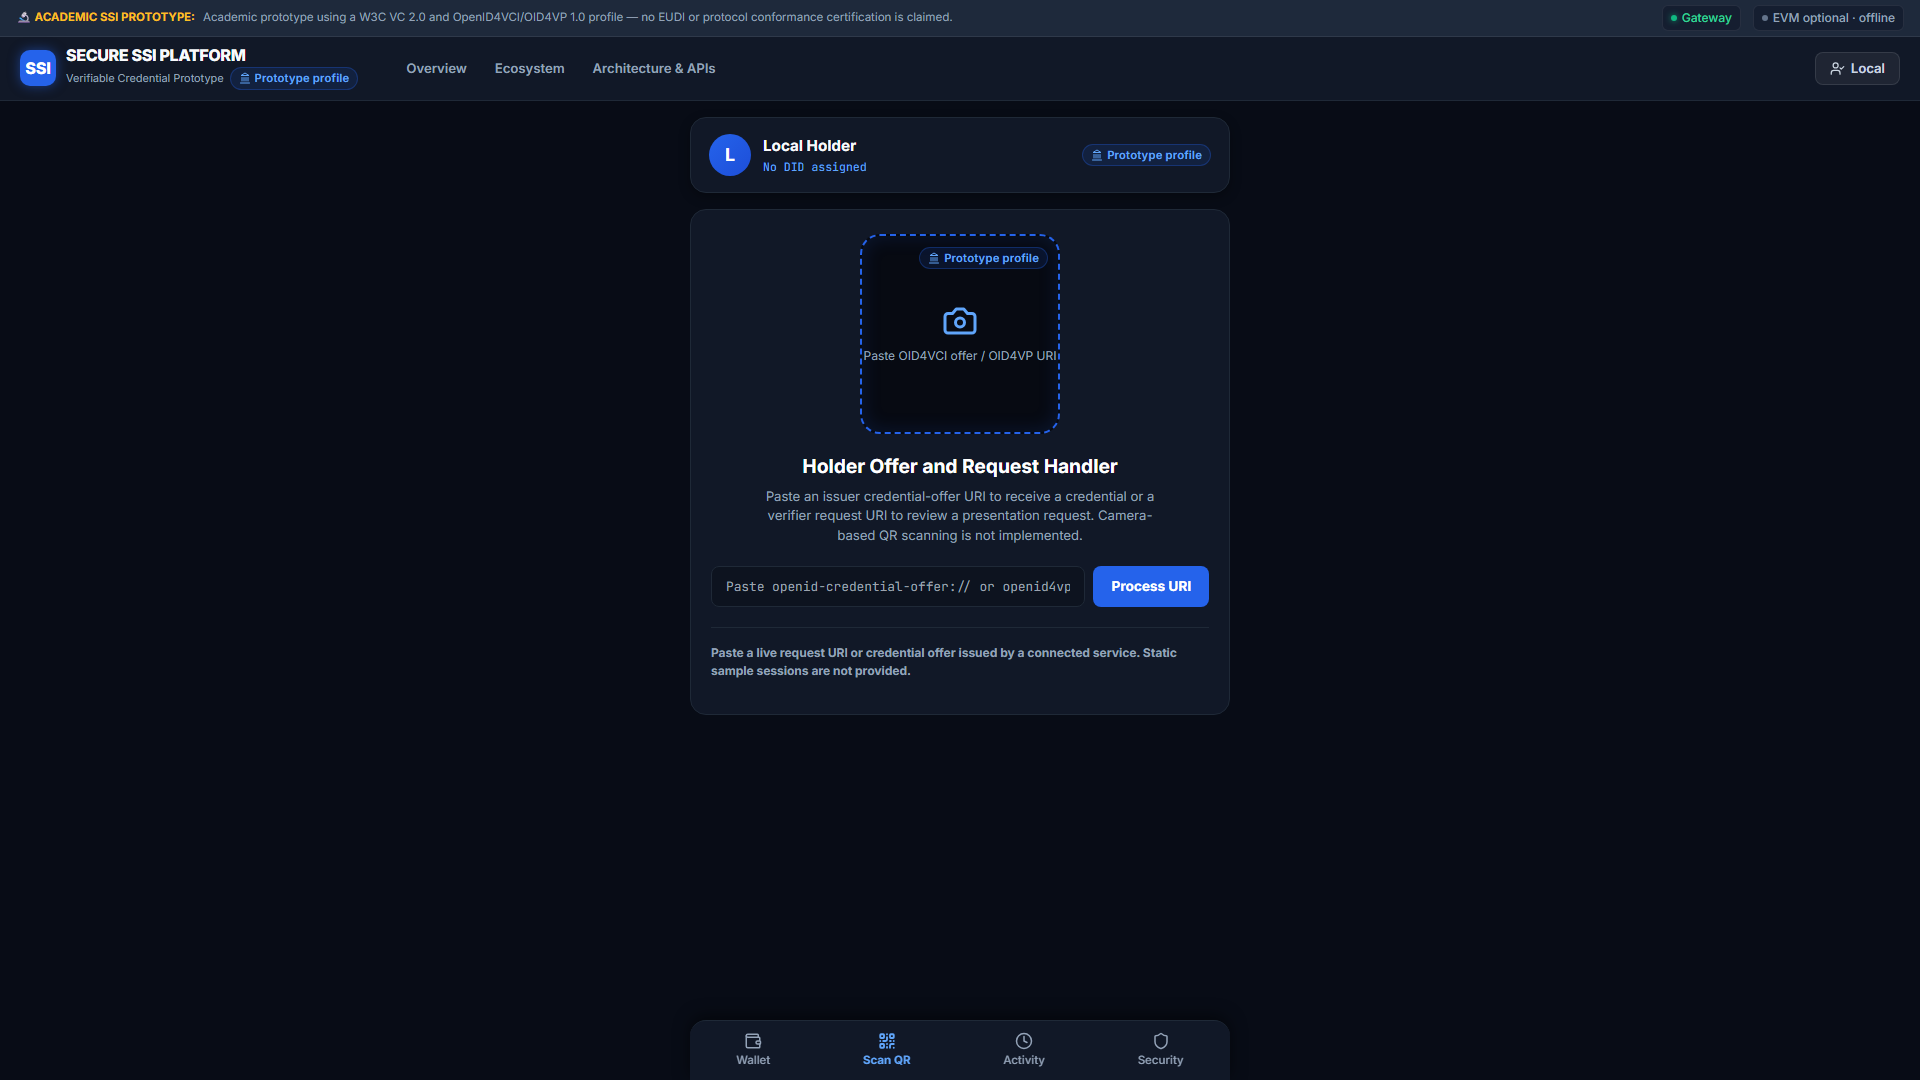 ACADEMIC SSI PROTOTYPE: Academic prototype using a W3C VC 2.0 and OpenID4VCI/OID4VP 1.0 profile — no EUDI or protocol conformance certification is claimed.
Gateway
EVM optional · offline
SSI
SECURE SSI PLATFORM
Verifiable Credential Prototype
Prototype profile
Overview
Ecosystem
Architecture & APIs
Local
L
Local Holder
No DID assigned
Prototype profile
Prototype profile
Paste OID4VCI offer / OID4VP URI
Holder Offer and Request Handler
Paste an issuer credential-offer URI to receive a credential or a
verifier request URI to review a presentation request. Camera-
based QR scanning is not implemented.
Paste openid-credential-offer:// or openid4vp
Process URI
Paste a live request URI or credential offer issued by a connected service. Static
sample sessions are not provided.
Wallet
Scan QR
Activity
Security